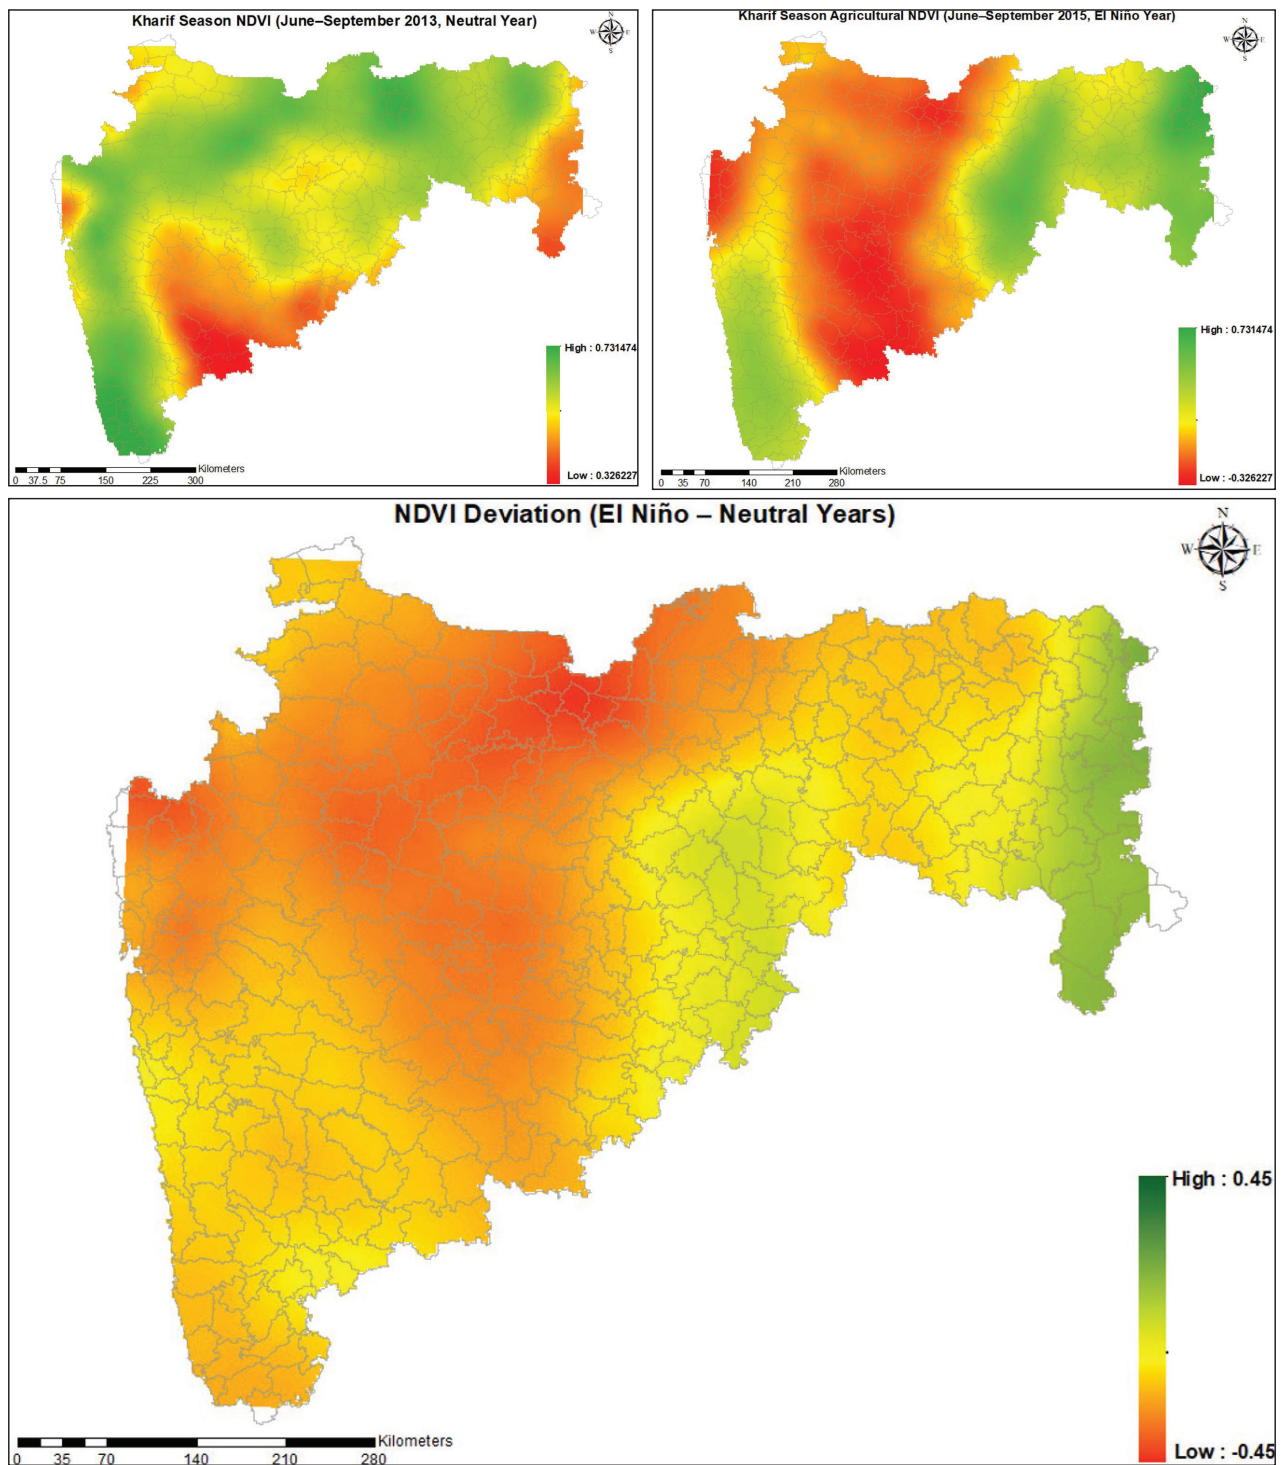 Kharif Season NDVI (June–September 2013, Neutral Year)
N
W E
S
High : 0.731474
Low : 0.326227
Kilometers
0 37.5 75 150 225 300
Kharif Season Agricultural NDVI (June–September 2015, El Niño Year)
N
W E
S
High : 0.731474
Low : -0.326227
Kilometers
0 35 70 140 210 280
NDVI Deviation (El Niño – Neutral Years)
N
W E
S
High : 0.45
Low : -0.45
Kilometers
0 35 70 140 210 280